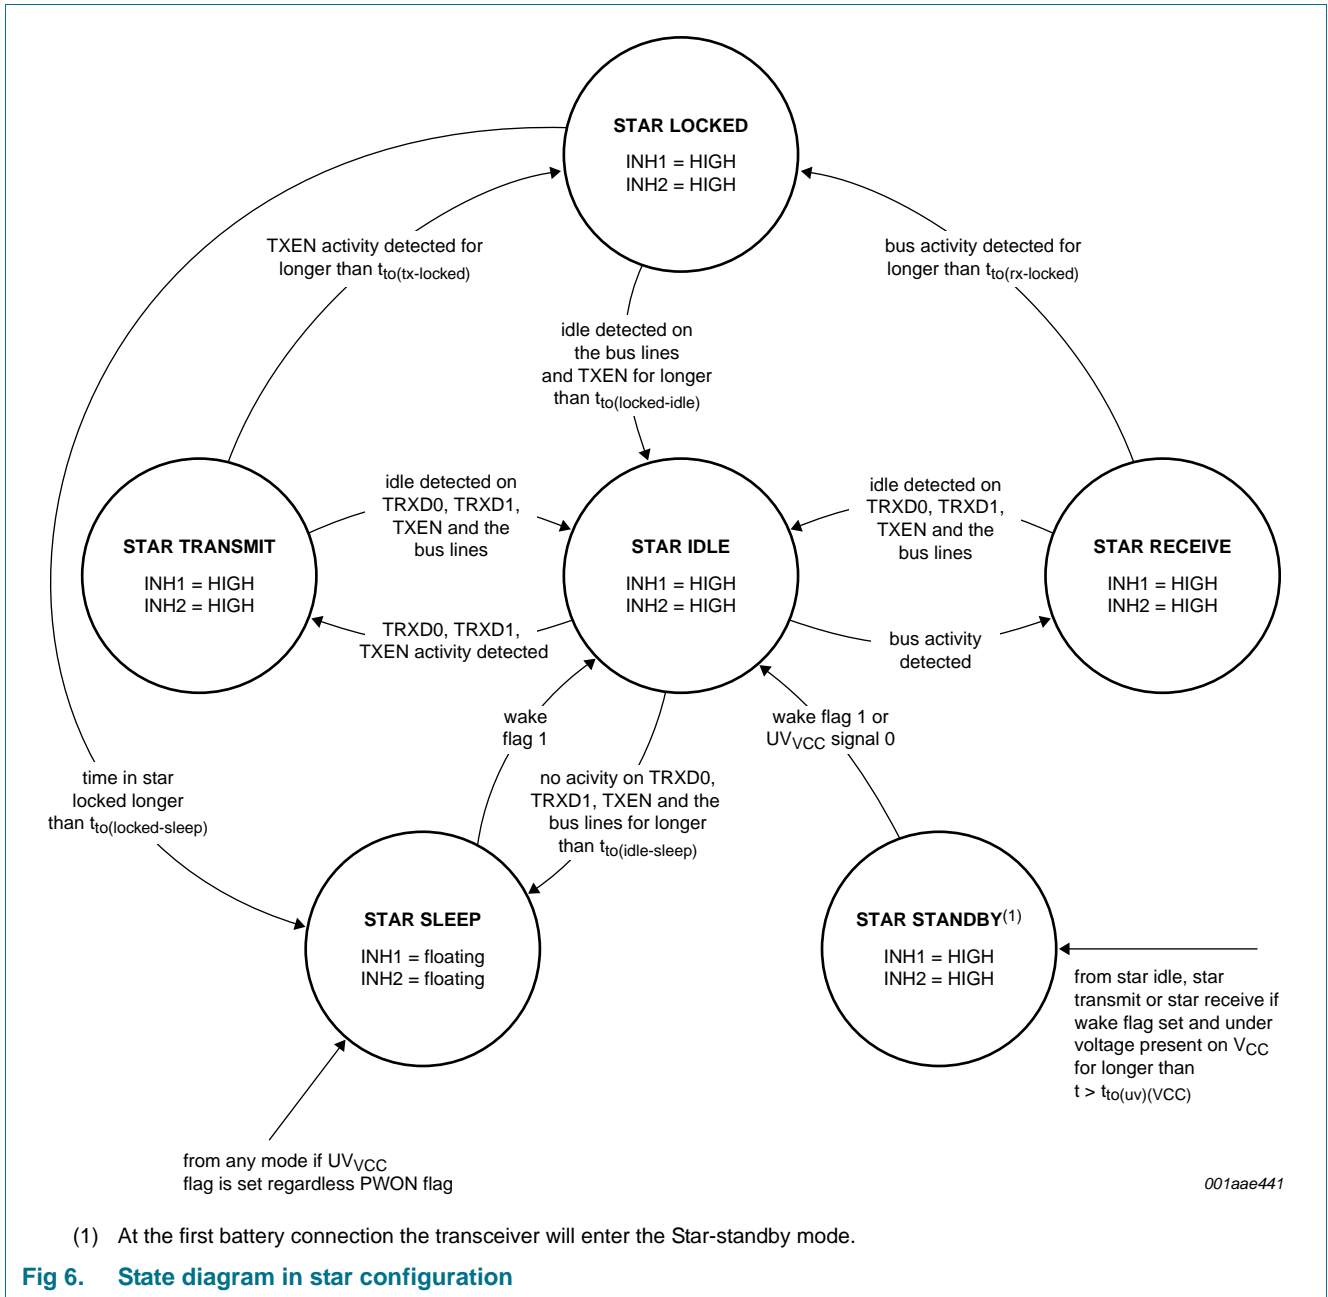 STAR LOCKED
INH1 = HIGH
INH2 = HIGH
TXEN activity detected for
longer than tto(tx-locked)
bus activity detected for
longer than tto(rx-locked)
idle detected on
the bus lines
and TXEN for longer
than tto(locked-idle)
idle detected on
TRXD0, TRXD1,
TXEN and the
bus lines
idle detected on
TRXD0, TRXD1,
TXEN and the
bus lines
STAR TRANSMIT
INH1 = HIGH
INH2 = HIGH
STAR IDLE
INH1 = HIGH
INH2 = HIGH
STAR RECEIVE
INH1 = HIGH
INH2 = HIGH
TRXD0, TRXD1,
TXEN activity detected
bus activity
detected
wake
flag 1
wake flag 1 or
UVVCC signal 0
time in star
locked longer
than tto(locked-sleep)
no acivity on TRXD0,
TRXD1, TXEN and the
bus lines for longer
than tto(idle-sleep)
STAR SLEEP
INH1 = floating
INH2 = floating
STAR STANDBY(1)
INH1 = HIGH
INH2 = HIGH
from star idle, star
transmit or star receive if
wake flag set and under
voltage present on VCC
for longer than
t > tto(uv)(VCC)
from any mode if UVVCC
flag is set regardless PWON flag
001aae441
(1) At the first battery connection the transceiver will enter the Star-standby mode.
Fig 6. State diagram in star configuration